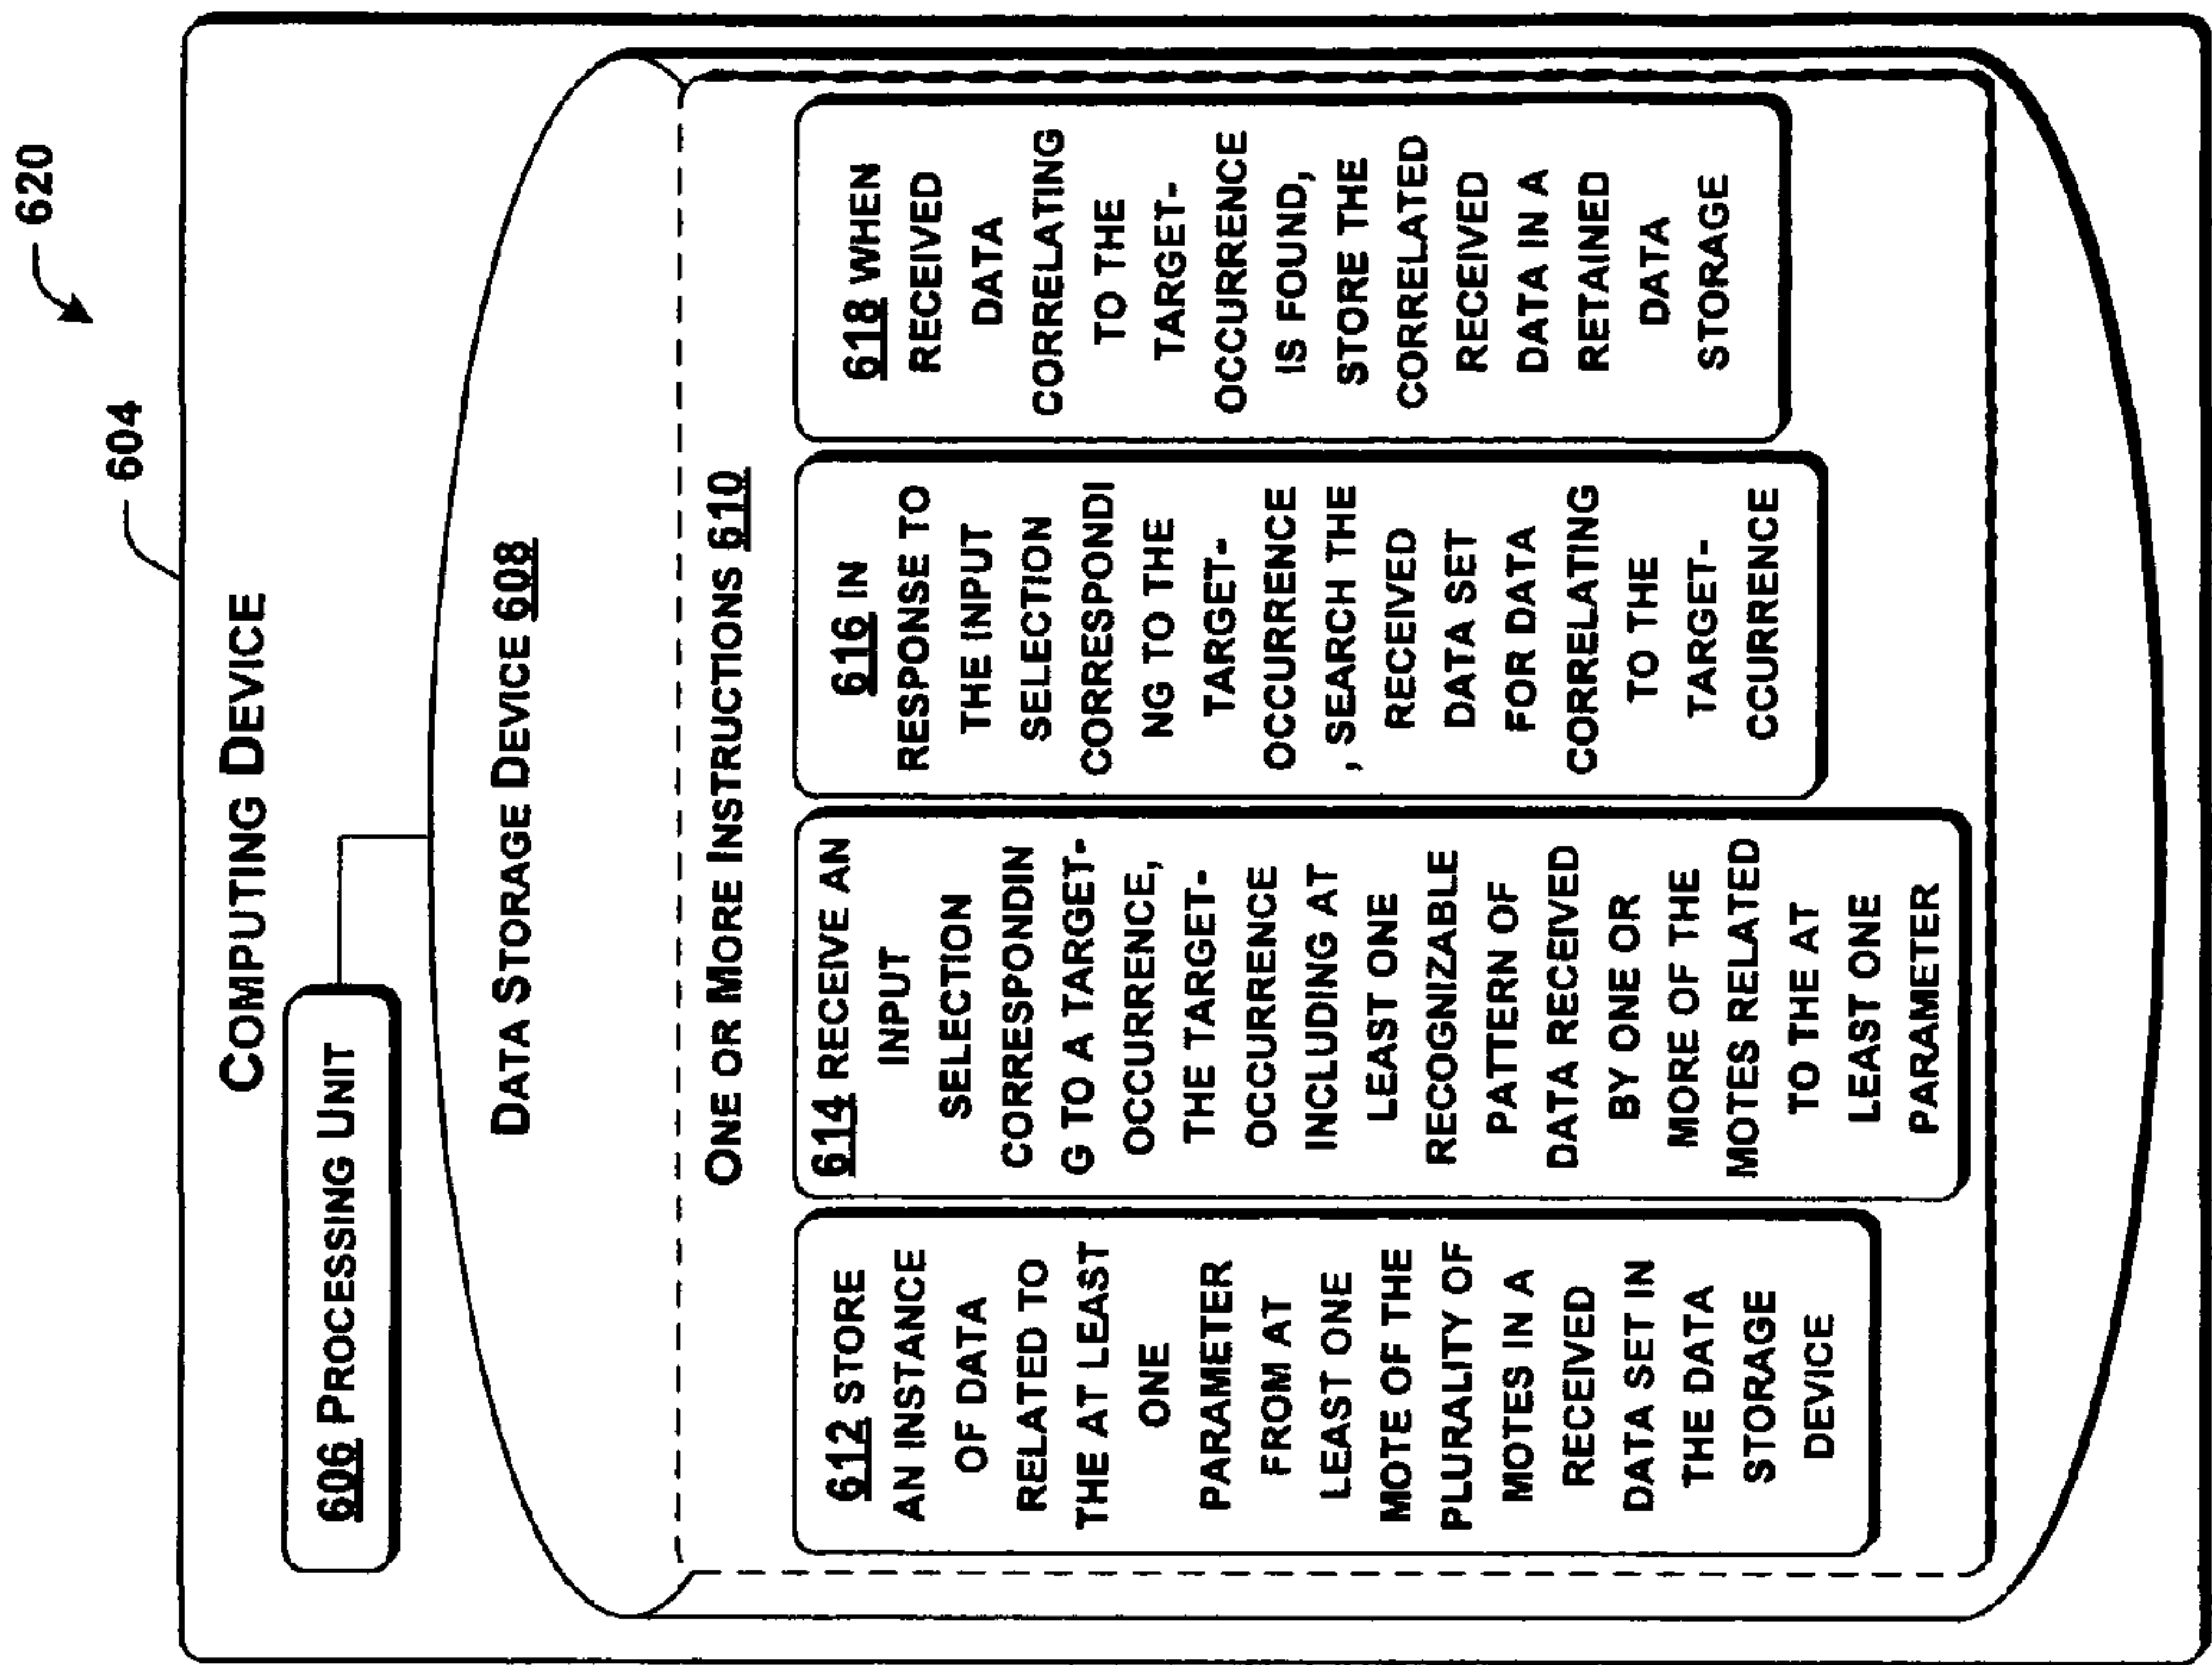 620
604
COMPUTING DEVICE
606 PROCESSING UNIT
DATA STORAGE DEVICE 608
ONE OR MORE INSTRUCTIONS 610
612 STORE
AN INSTANCE
OF DATA
RELATED TO
THE AT LEAST
ONE
PARAMETER
FROM AT
LEAST ONE
MOTE OF THE
PLURALITY OF
MOTES IN A
RECEIVED
DATA SET IN
THE DATA
STORAGE
DEVICE
614 RECEIVE AN
INPUT
SELECTION
CORRESPONDIN
G TO A TARGET-
OCCURRENCE,
THE TARGET-
OCCURRENCE
INCLUDING AT
LEAST ONE
RECOGNIZABLE
PATTERN OF
DATA RECEIVED
BY ONE OR
MORE OF THE
MOTES RELATED
TO THE AT
LEAST ONE
PARAMETER
616 IN
RESPONSE TO
THE INPUT
SELECTION
CORRESPONDI
NG TO THE
TARGET-
OCCURRENCE
, SEARCH THE
RECEIVED
DATA SET
FOR DATA
CORRELATING
TO THE
TARGET-
CCURRENCE
618 WHEN
RECEIVED
DATA
CORRELATING
TO THE
TARGET-
OCCURRENCE
IS FOUND,
STORE THE
CORRELATED
RECEIVED
DATA IN A
RETAINED
DATA
STORAGE